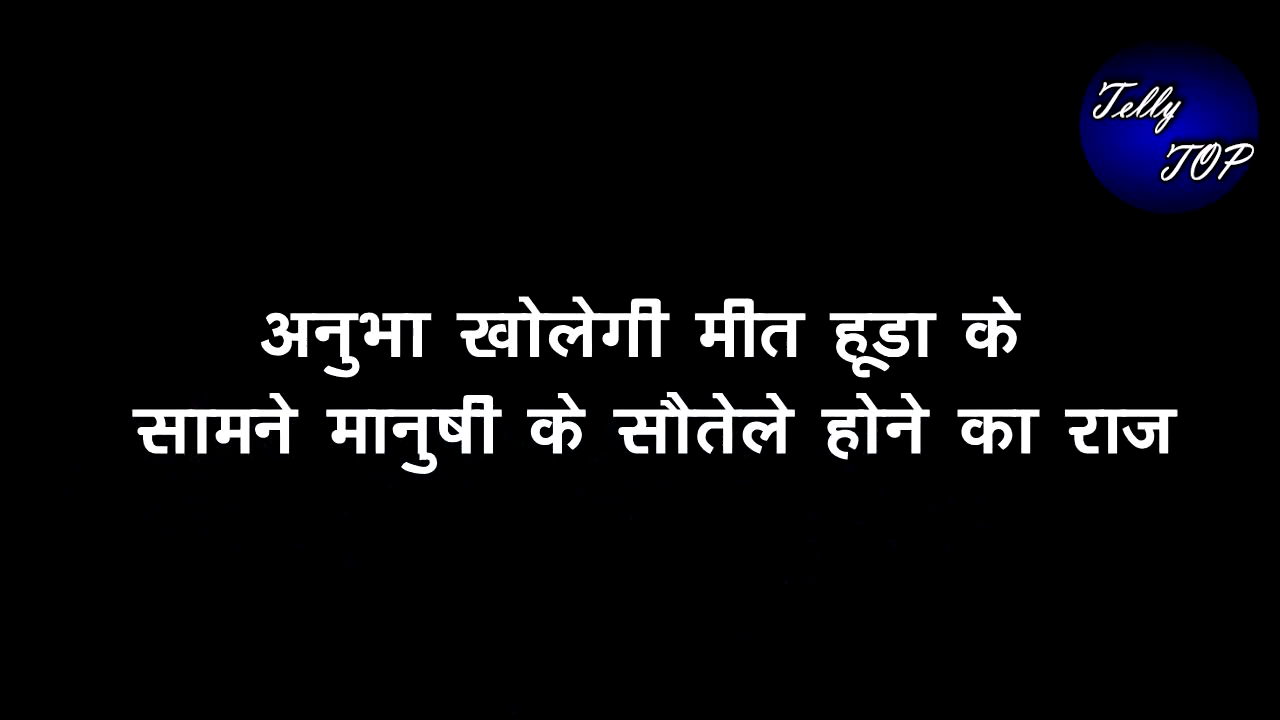 Telly
TOP
अनुभा खोलेगी मीत हूडा के
सामने मानुषी के सौतेले होने का राज